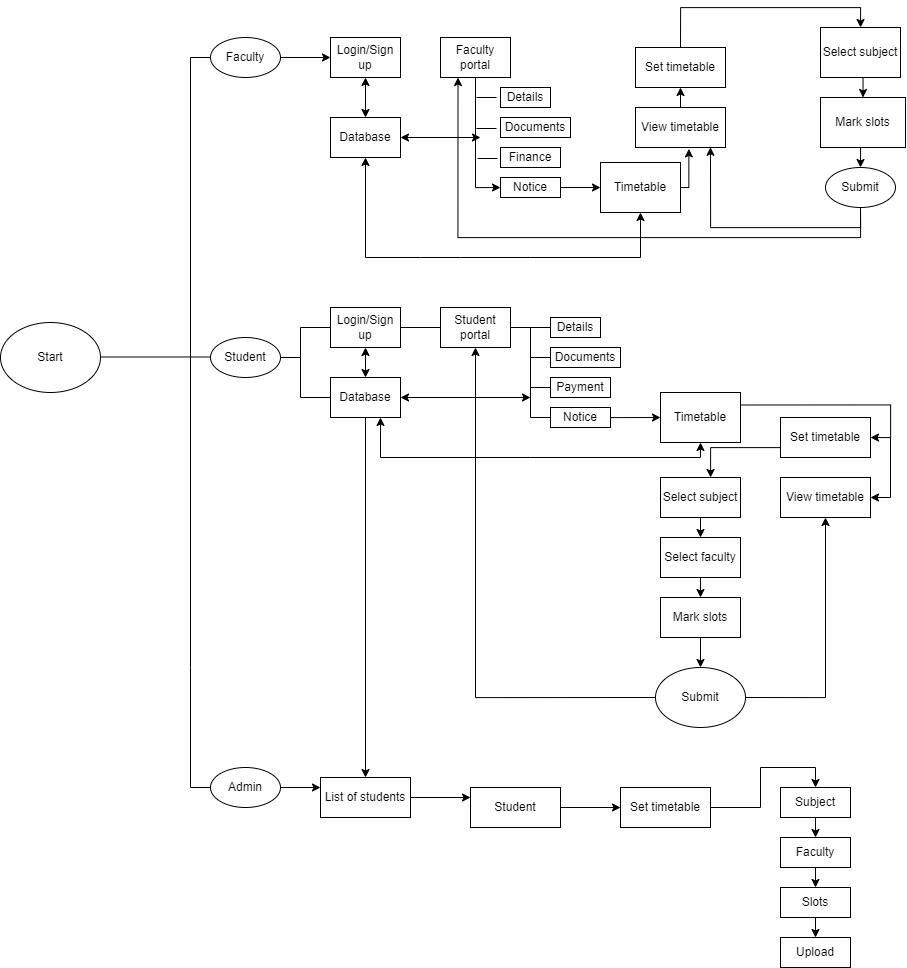 Faculty
Login/Sign
up
Faculty
portal
Details
Documents
Finance
Notice
Database
Timetable
Set timetable
View timetable
Select subject
Mark slots
Submit
Start
Student
Login/Sign
up
Database
Student
portal
Details
Documents
Payment
Notice
Timetable
Set timetable
View timetable
Select subject
Select faculty
Mark slots
Submit
Admin
List of students
Student
Set timetable
Subject
Faculty
Slots
Upload